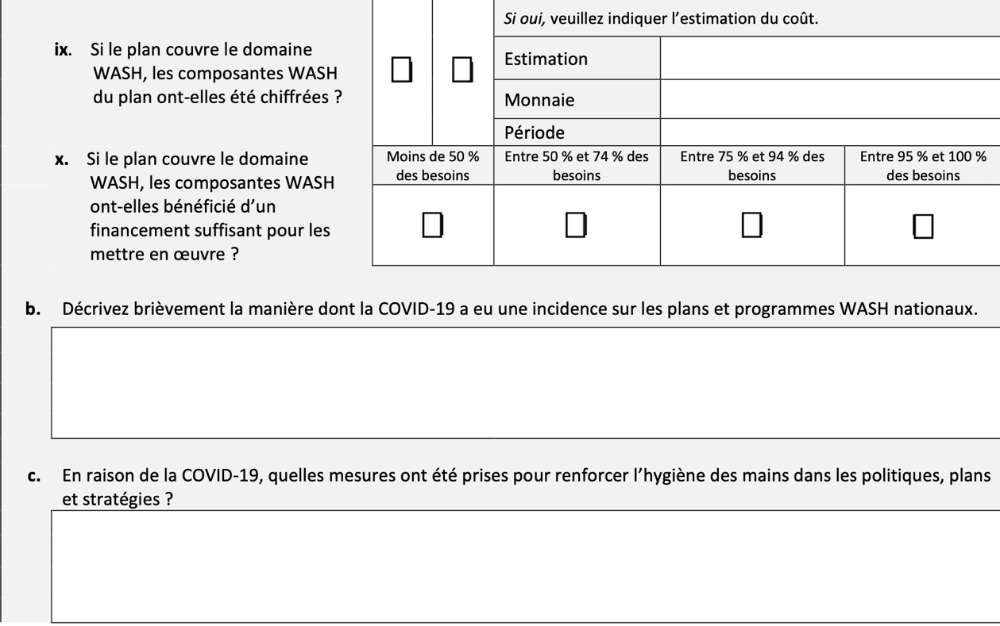 Si oui, veuillez indiquer l’estimation du coût.
ix. Si le plan couvre le domaine
WASH, les composantes WASH
du plan ont-elles été chiffrées ?
Estimation
Monnaie
Période
x. Si le plan couvre le domaine
WASH, les composantes WASH
ont-elles bénéficié d’un
financement suffisant pour les
mettre en œuvre ?
Moins de 50 %
des besoins
Entre 50 % et 74 % des
besoins
Entre 75 % et 94 % des
besoins
Entre 95 % et 100 %
des besoins
b. Décrivez brièvement la manière dont la COVID-19 a eu une incidence sur les plans et programmes WASH nationaux.
c. En raison de la COVID-19, quelles mesures ont été prises pour renforcer l’hygiène des mains dans les politiques, plans
et stratégies ?